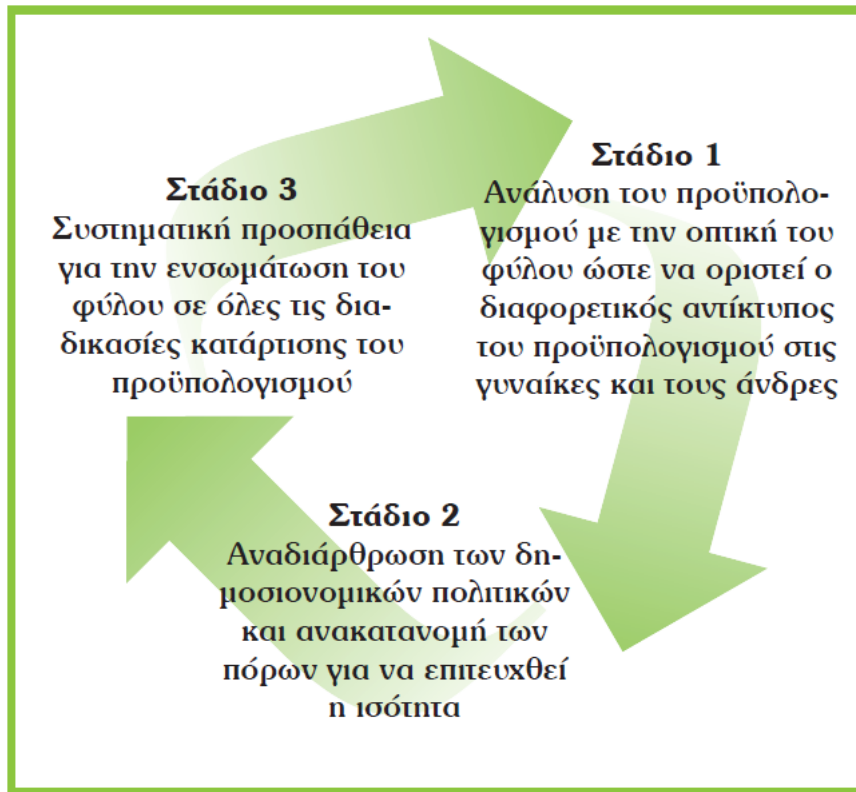 Στάδιο 1
Ανάλυση του προϋπολο-
γισμού με την οπτική του
φύλου ώστε να οριστεί ο
διαφορετικός αντίκτυπος
του προϋπολογισμού στις
γυναίκες και τους άνδρες
Στάδιο 2
Αναδιάρθρωση των δη-
μοσιονομικών πολιτικών
και ανακατανομή των
πόρων για να επιτευχθεί
η ισότητα
Στάδιο 3
Συστηματική προσπάθεια
για την ενσωμάτωση του
φύλου σε όλες τις δια-
δικασίες κατάρτισης του
προϋπολογισμού